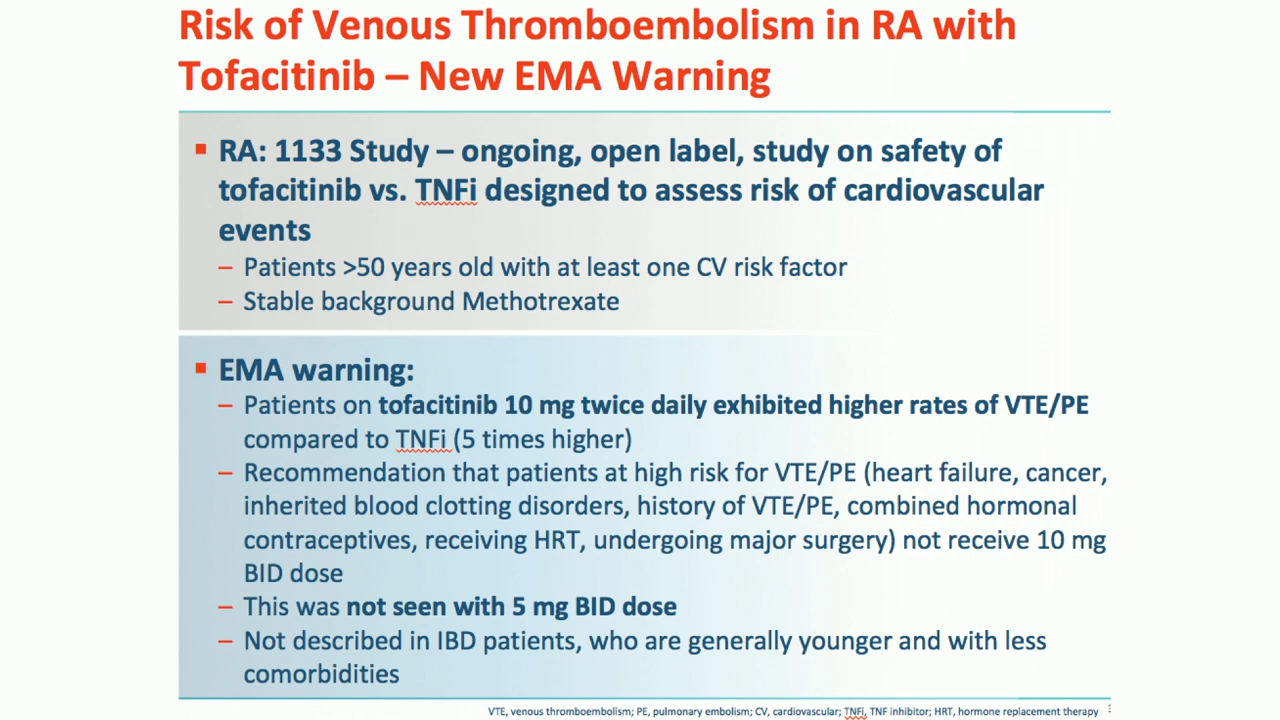 Risk of Venous Thromboembolism in RA with
Tofacitinib – New EMA Warning
▪ RA: 1133 Study – ongoing, open label, study on safety of
tofacitinib vs. TNFi designed to assess risk of cardiovascular
events
– Patients >50 years old with at least one CV risk factor
– Stable background Methotrexate
▪ EMA warning:
– Patients on tofacitinib 10 mg twice daily exhibited higher rates of VTE/PE
compared to TNFi (5 times higher)
– Recommendation that patients at high risk for VTE/PE (heart failure, cancer,
inherited blood clotting disorders, history of VTE/PE, combined hormonal
contraceptives, receiving HRT, undergoing major surgery) not receive 10 mg
BID dose
– This was not seen with 5 mg BID dose
– Not described in IBD patients, who are generally younger and with less
comorbidities
VTE, venous thromboembolism; PE, pulmonary embolism; CV, cardiovascular; TNFi, TNF inhibitor; HRT, hormone replacement therapy